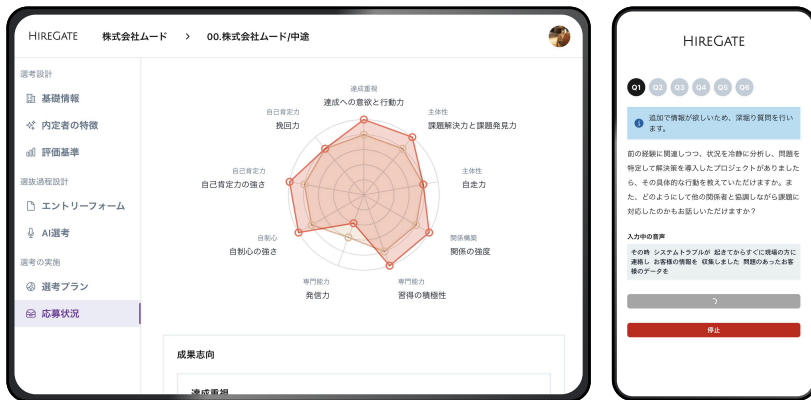 HIREGATE
株式会社ムード > 00.株式会社ムード/中途
選考設計
基礎情報
内定者の特徴
評価基準
選抜過程設計
エントリーフォーム
AI選考
選考の実施
選考プラン
応募状況
達成重視
達成への意欲と行動力
主体性
課題解決力と課題発見力
主体性
自走力
関係構築
関係の強度
専門能力
習得の積極性
専門能力
発信力
自制心
自制心の強さ
自己肯定力
自己肯定力の強さ
自己肯定力
挽回力
成果志向
達成重視
HIREGATE
Q1 Q2 Q3 Q4 Q5 Q6
追加で情報が欲しいため、深掘り質問を行い
ます。
前の経験に関連しつつ、状況を冷静に分析し、問題を
特定して解決策を導入したプロジェクトがありました
ら、その具体的な行動を教えていただけますか。ま
た、どのようにして他の関係者と協調しながら課題に
対応したのかもお話しいただけますか？
入力中の音声
その時 システムトラブルが 起きてからすぐに現場の方に
連絡し お客様の情報を 収集しました 問題のあったお客
様のデータを
停止